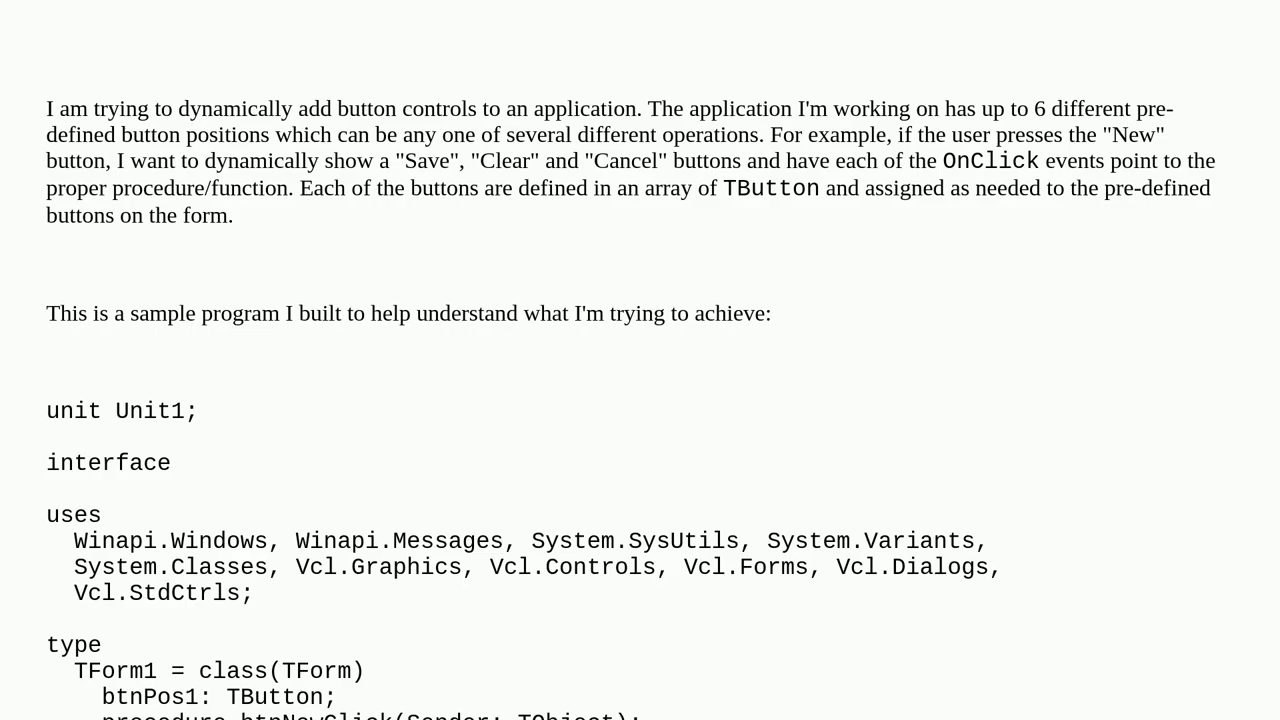 I am trying to dynamically add button controls to an application. The application I'm working on has up to 6 different pre-
defined button positions which can be any one of several different operations. For example, if the user presses the "New"
button, I want to dynamically show a "Save", "Clear" and "Cancel" buttons and have each of the OnClick events point to the
proper procedure/function. Each of the buttons are defined in an array of TButton and assigned as needed to the pre-defined
buttons on the form.
This is a sample program I built to help understand what I'm trying to achieve:
unit Unit1;
interface
uses
  Winapi.Windows, Winapi.Messages, System.SysUtils, System.Variants,
  System.Classes, Vcl.Graphics, Vcl.Controls, Vcl.Forms, Vcl.Dialogs,
  Vcl.StdCtrls;
type
  TForm1 = class(TForm)
    btnPos1: TButton;
    procedure btnNewClick(Sender: TObject);